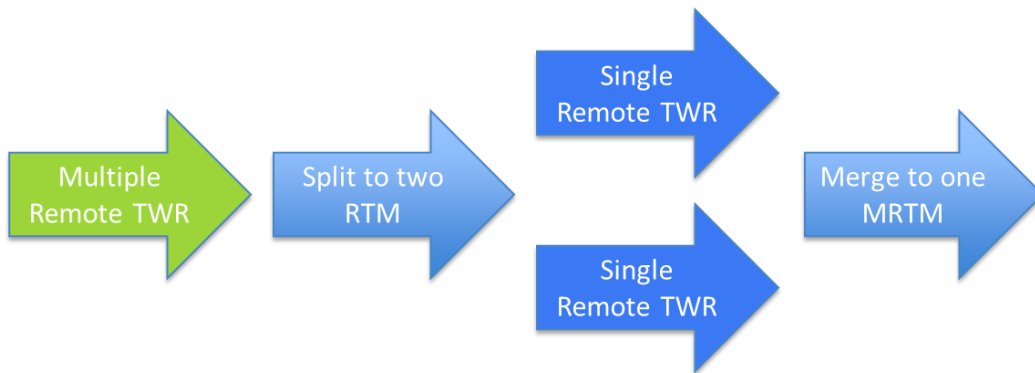 Multiple
Remote TWR
Split to two
RTM
Single
Remote TWR
Single
Remote TWR
Merge to one
MRTM